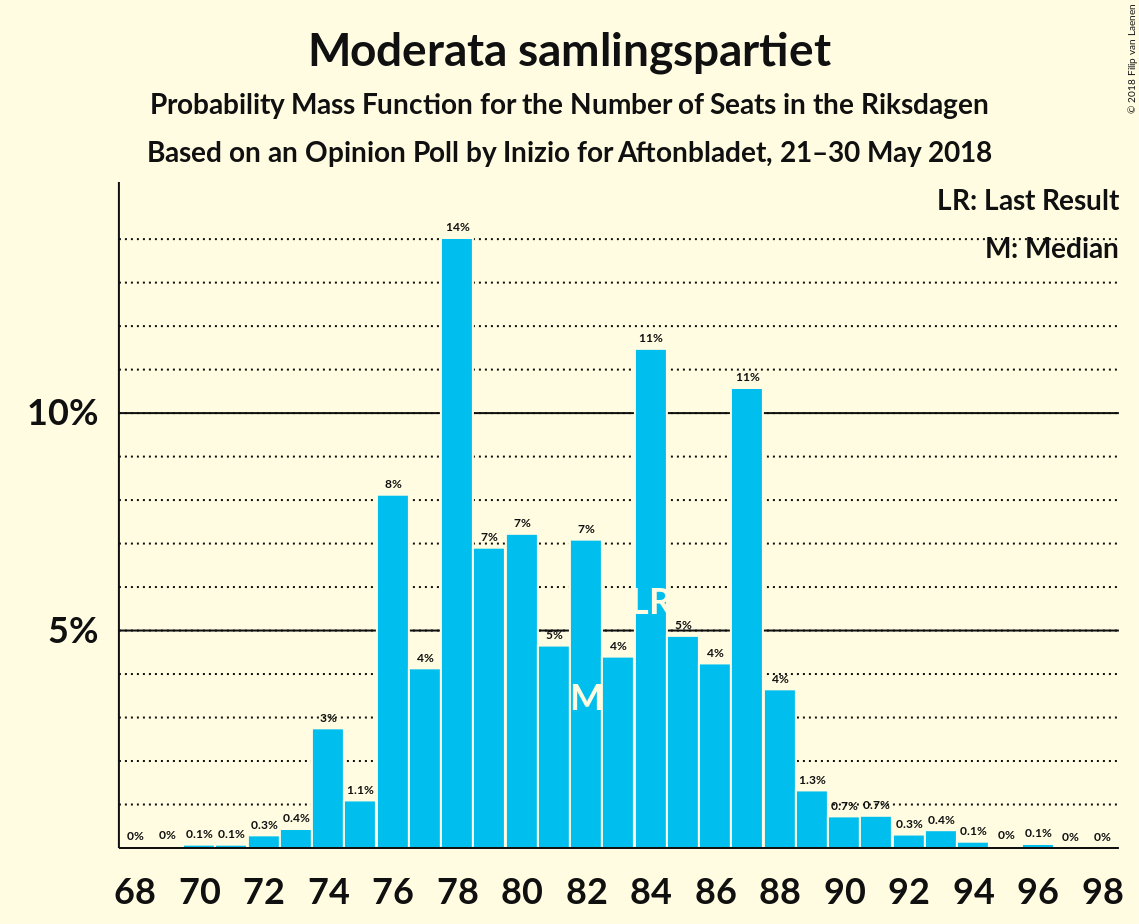 Moderata samlingspartiet
Probability Mass Function for the Number of Seats in the Riksdagen
Based on an Opinion Poll by Inizio for Aftonbladet, 21–30 May 2018
© 2018 Filip van Laenen
LR: Last Result
M: Median
10%
5%
0% 0% 0.1% 0.1% 0.3% 0.4% 3% 1.1% 8% 4% 14% 7% 7% 5% 7% 4% 11% 5% 4% 11% 4% 1.3% 0.7% 0.7% 0.3% 0.4% 0.1% 0% 0.1% 0% 0%
LR
M
68 70 72 74 76 78 80 82 84 86 88 90 92 94 96 98